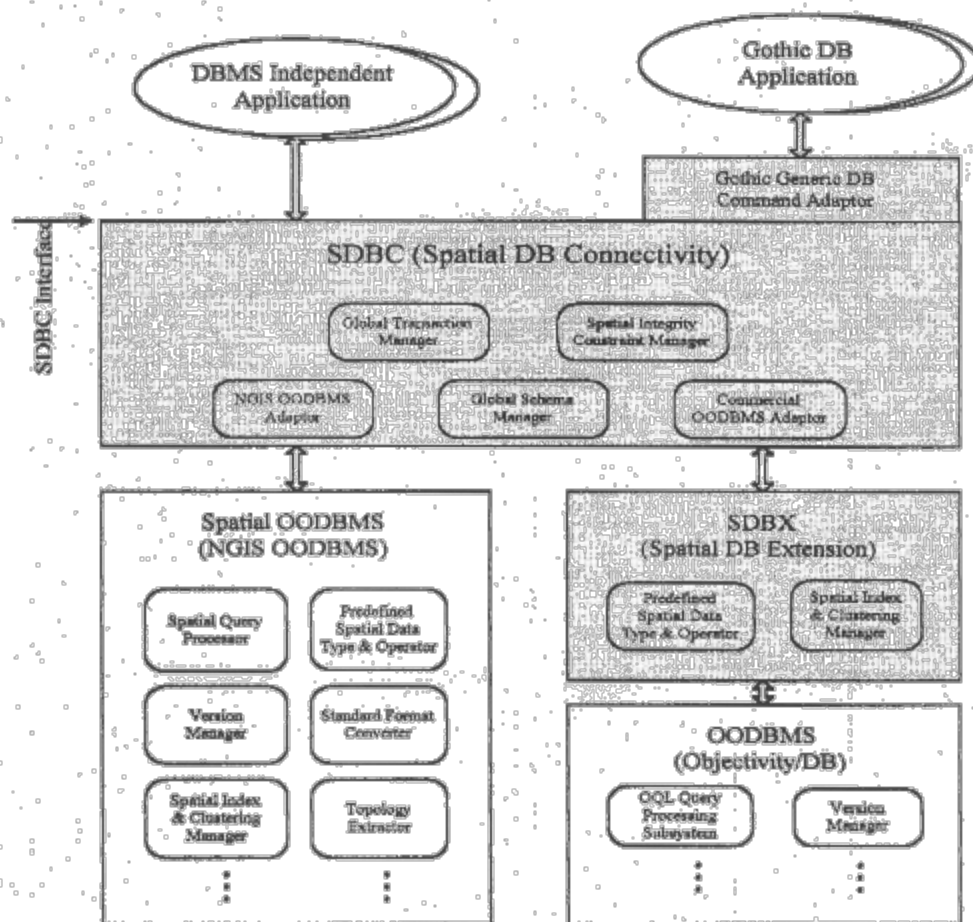 DBMS Independent
Application
Gothic DB
Application
Gothic Generic DB
Command Adaptor
SDBC Interface
SDBC (Spatial DB Connectivity)
Global Transaction
Manager
Spatial Integrity
Constraint Manager
NGIS OODBMS
Adaptor
Global Schema
Manager
Commercial
OODBMS Adaptor
Spatial OODBMS
(NGIS OODBMS)
Spatial Query
Processor
Predefined
Spatial Data
Type & Operator
Version
Manager
Standard Format
Converter
Spatial Index
& Clustering
Manager
Topology
Extractor
SDBX
(Spatial DB Extension)
Predefined
Spatial Data
Type & Operator
Spatial Index
& Clustering
Manager
OODBMS
(Objectivity/DB)
OQL Query
Processing
Subsystem
Version
Manager